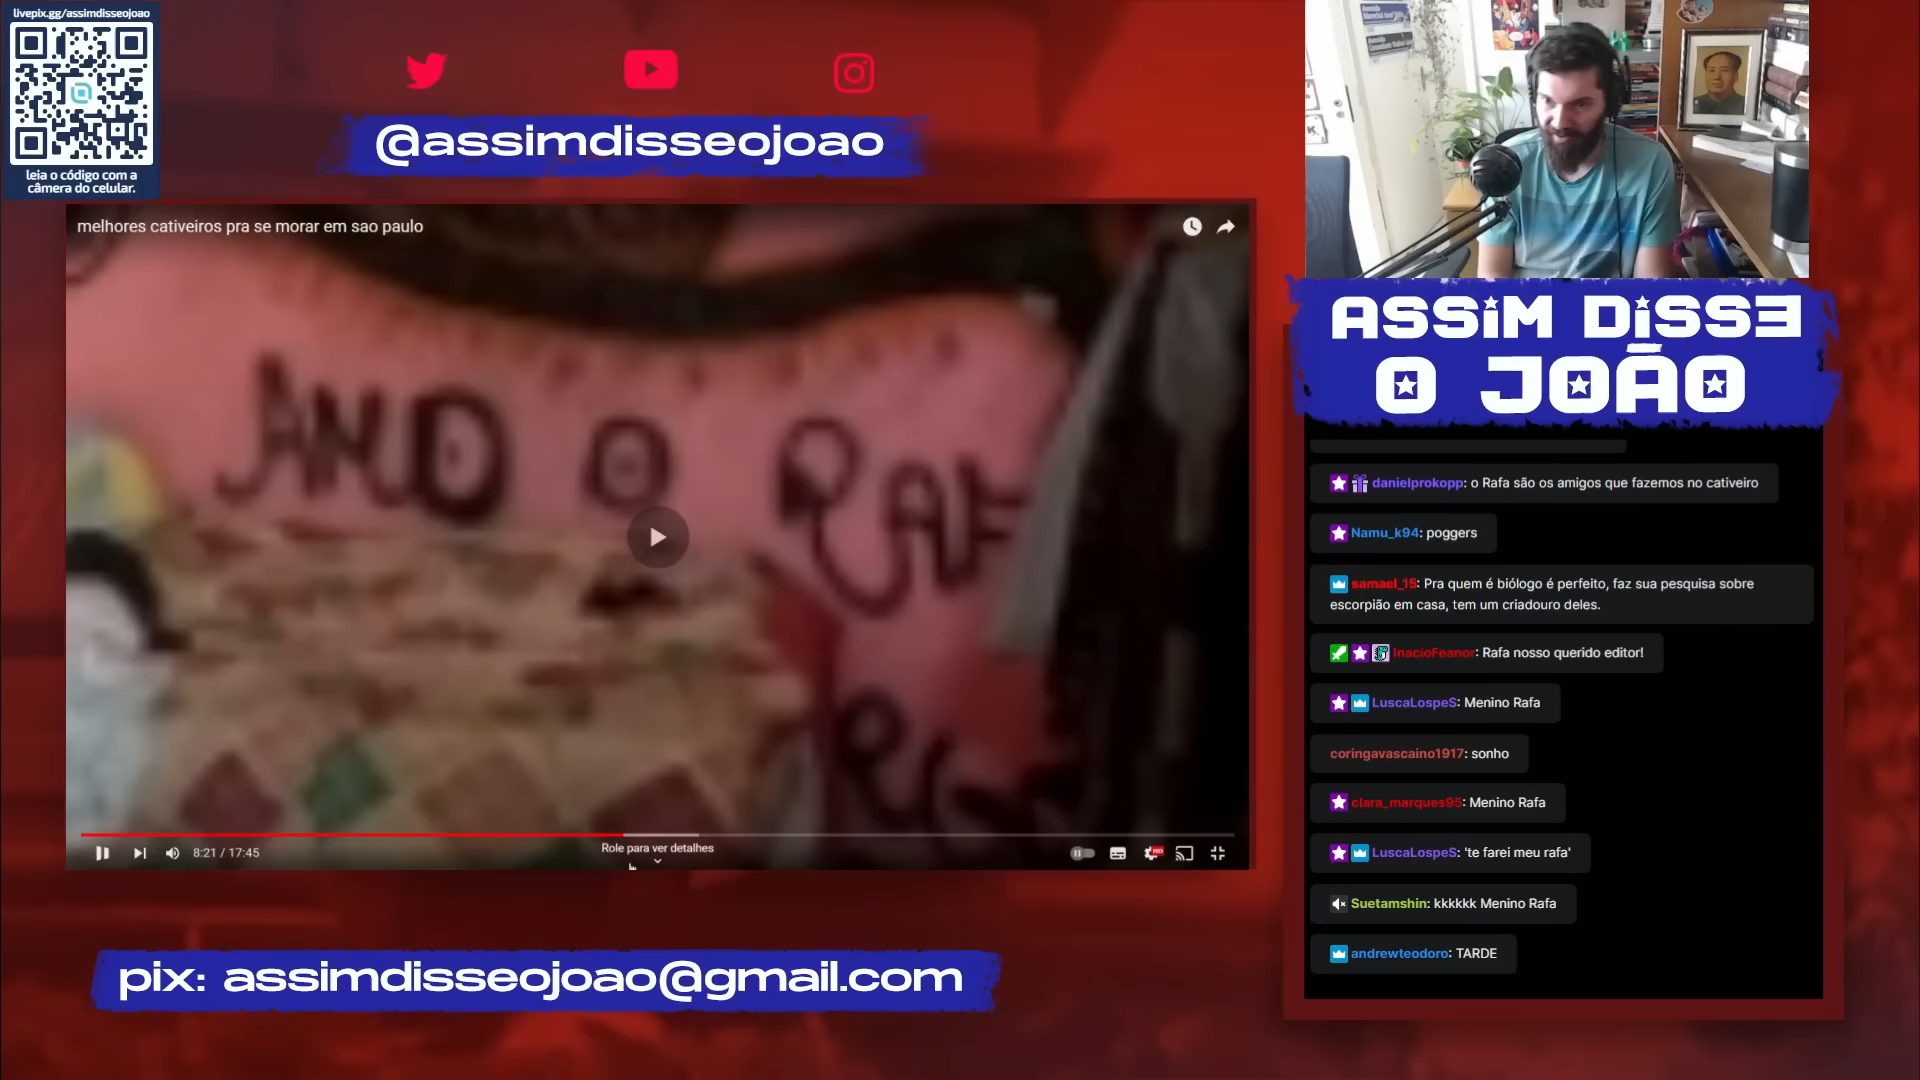 livepix.gg/assimdisseojoao
leia o código com a
câmera do celular.
@assimdisseojoao
melhores cativeiros pra se morar em sao paulo
ANDO O RAF
8:21 / 17:45
Role para ver detalhes
HD
pix: assimdisseojoao@gmail.com
ASSIM DISSE
O JOÃO
danielprokopp: o Rafa são os amigos que fazemos no cativeiro
Namu_k94: poggers
samael_15: Pra quem é biólogo é perfeito, faz sua pesquisa sobre
escorpião em casa, tem um criadouro deles.
InacioFeanor: Rafa nosso querido editor!
LuscaLospeS: Menino Rafa
coringavascaino1917: sonho
clara_marques95: Menino Rafa
LuscaLospeS: 'te farei meu rafa'
Suetamshin: kkkkkk Menino Rafa
andrewteodoro: TARDE